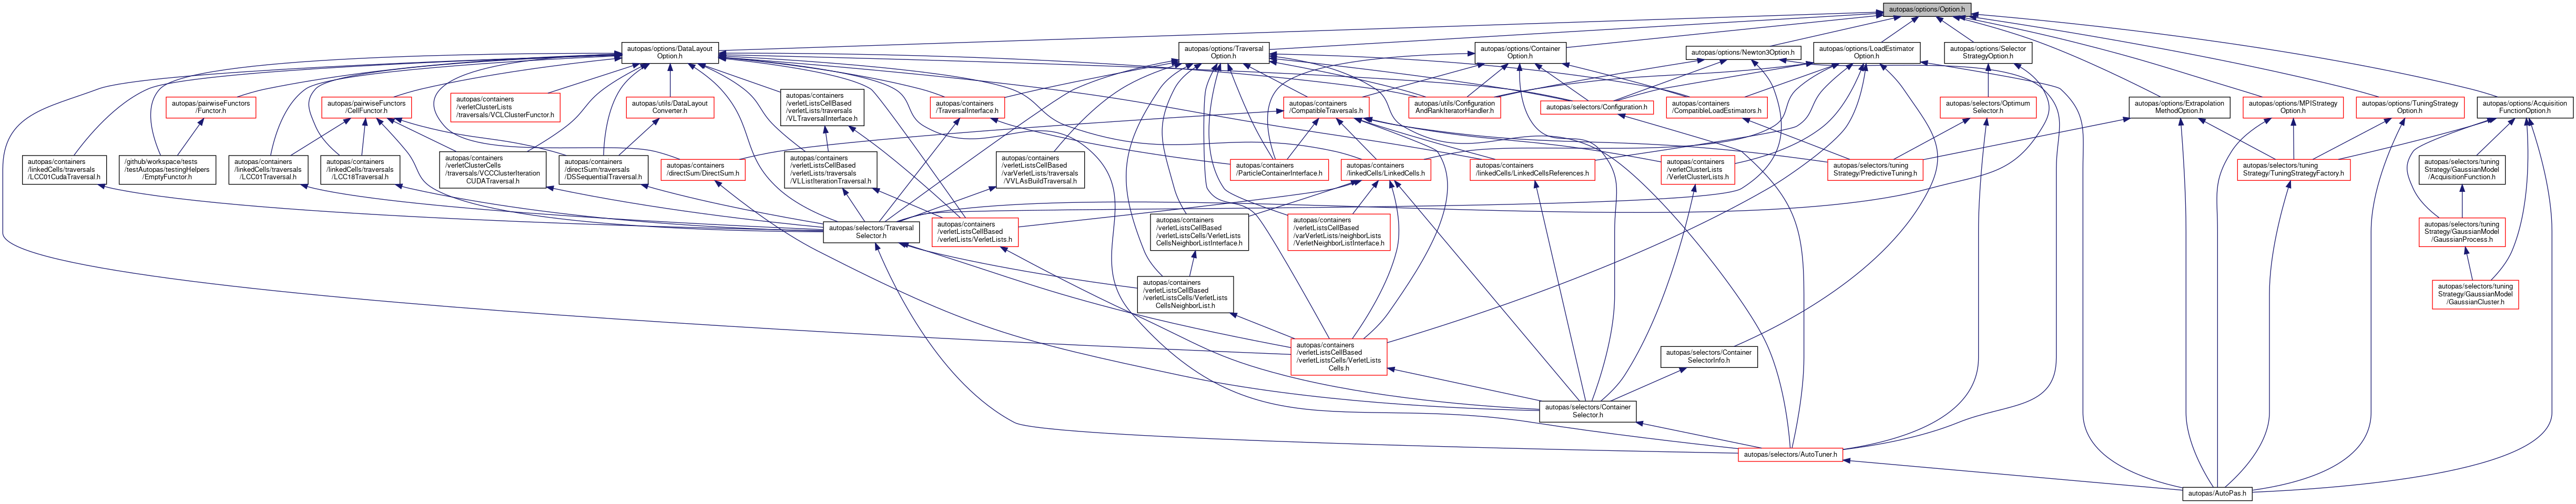 autopas/options/Option.h
autopas/options/DataLayout
Option.h
autopas/options/Traversal
Option.h
autopas/options/Container
Option.h
autopas/options/Newton3Option.h
autopas/options/LoadEstimator
Option.h
autopas/options/Selector
StrategyOption.h
autopas/pairwiseFunctors
/Functor.h
autopas/pairwiseFunctors
/CellFunctor.h
autopas/containers
/verletClusterLists
/traversals/VCLClusterFunctor.h
autopas/utils/DataLayout
Converter.h
autopas/containers
/verletListsCellBased
/verletLists/traversals
/VLTraversalInterface.h
autopas/containers
/TraversalInterface.h
autopas/containers
/CompatibleTraversals.h
autopas/utils/Configuration
AndRankIteratorHandler.h
autopas/selectors/Configuration.h
autopas/containers
/CompatibleLoadEstimators.h
autopas/selectors/Optimum
Selector.h
autopas/options/Extrapolation
MethodOption.h
autopas/options/MPIStrategy
Option.h
autopas/options/TuningStrategy
Option.h
autopas/options/Acquisition
FunctionOption.h
autopas/containers
/linkedCells/traversals
/LCC01CudaTraversal.h
/github/workspace/tests
/testAutopas/testingHelpers
/EmptyFunctor.h
autopas/containers
/linkedCells/traversals
/LCC01Traversal.h
autopas/containers
/linkedCells/traversals
/LCC18Traversal.h
autopas/containers
/verletClusterCells
/traversals/VCCClusterIteration
CUDATraversal.h
autopas/containers
/directSum/traversals
/DSSequentialTraversal.h
autopas/containers
/directSum/DirectSum.h
autopas/containers
/verletListsCellBased
/verletLists/traversals
/VLListIterationTraversal.h
autopas/containers
/verletListsCellBased
/varVerletLists/traversals
/VVLAsBuildTraversal.h
autopas/containers
/ParticleContainerInterface.h
autopas/containers
/linkedCells/LinkedCells.h
autopas/containers
/linkedCells/LinkedCellsReferences.h
autopas/containers
/verletClusterLists
/VerletClusterLists.h
autopas/selectors/tuning
Strategy/PredictiveTuning.h
autopas/selectors/tuning
Strategy/TuningStrategyFactory.h
autopas/selectors/tuning
Strategy/GaussianModel
/AcquisitionFunction.h
autopas/selectors/Traversal
Selector.h
autopas/containers
/verletListsCellBased
/verletLists/VerletLists.h
autopas/containers
/verletListsCellBased
/verletListsCells/VerletLists
CellsNeighborListInterface.h
autopas/containers
/verletListsCellBased
/varVerletLists/neighborLists
/VerletNeighborListInterface.h
autopas/selectors/tuning
Strategy/GaussianModel
/GaussianProcess.h
autopas/containers
/verletListsCellBased
/verletListsCells/VerletLists
CellsNeighborList.h
autopas/selectors/tuning
Strategy/GaussianModel
/GaussianCluster.h
autopas/containers
/verletListsCellBased
/verletListsCells/VerletLists
Cells.h
autopas/selectors/Container
SelectorInfo.h
autopas/selectors/Container
Selector.h
autopas/selectors/AutoTuner.h
autopas/AutoPas.h